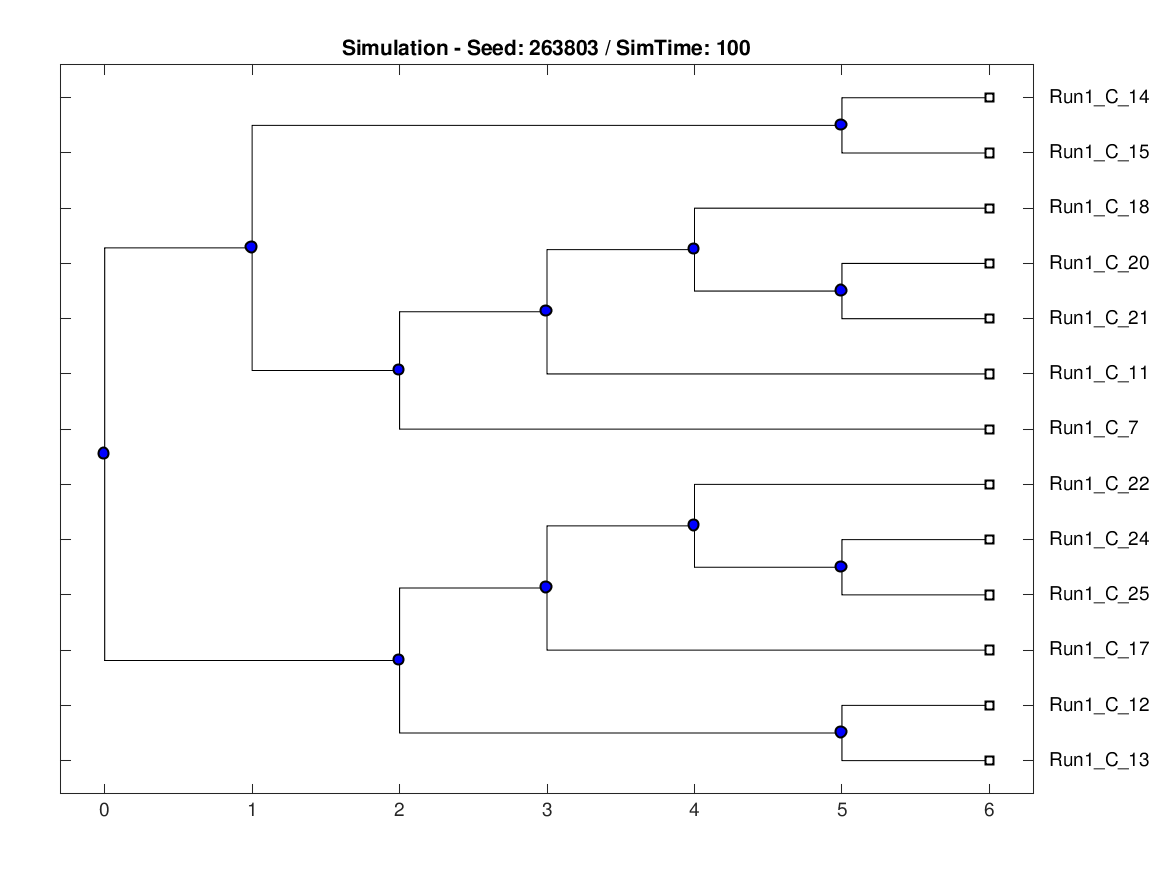 Simulation - Seed: 263803 / SimTime: 100
Run1_C_14
Run1_C_15
Run1_C_18
Run1_C_20
Run1_C_21
Run1_C_11
Run1_C_7
Run1_C_22
Run1_C_24
Run1_C_25
Run1_C_17
Run1_C_12
Run1_C_13
0 1 2 3 4 5 6